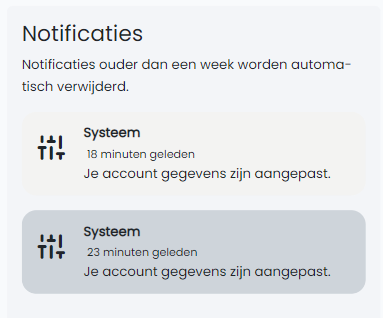 Notificaties
Notificaties ouder dan een week worden automa-
tisch verwijderd.
Systeem
18 minuten geleden
Je account gegevens zijn aangepast.
Systeem
23 minuten geleden
Je account gegevens zijn aangepast.